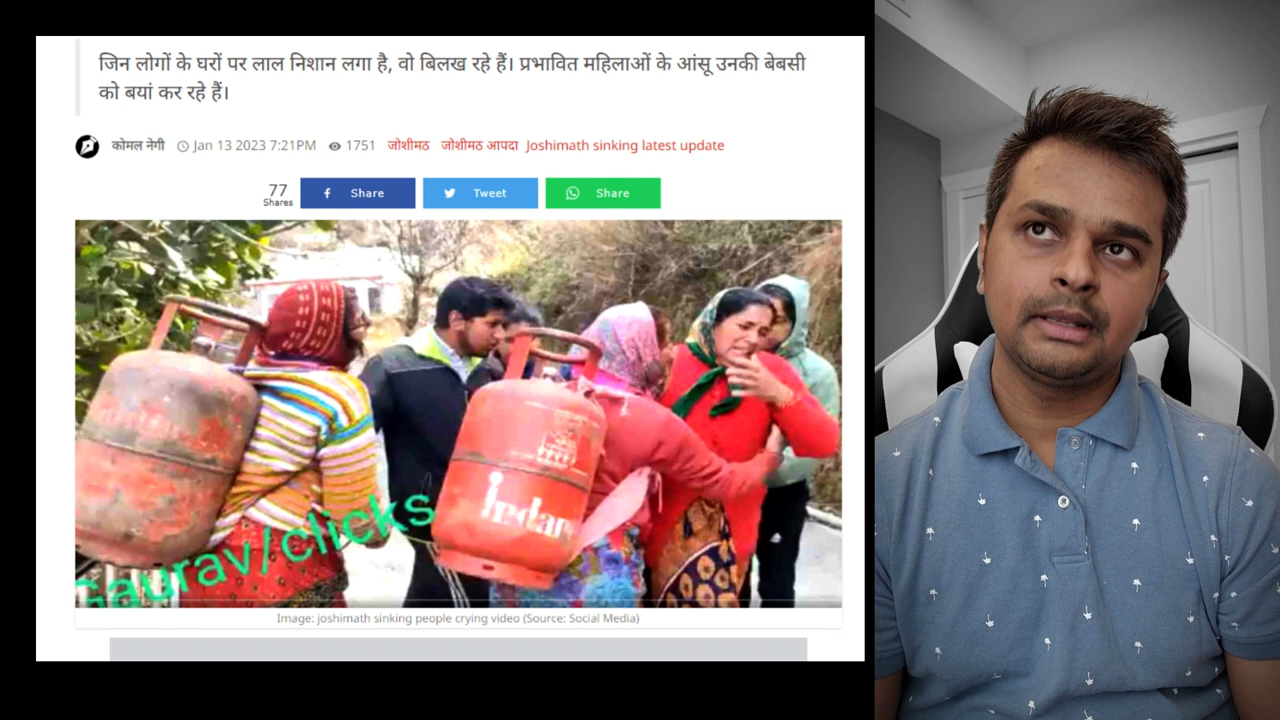 जिन लोगों के घरों पर लाल निशान लगा है, वो बिलख रहे हैं। प्रभावित महिलाओं के आंसू उनकी बेबसी
को बयां कर रहे हैं।
कोमल नेगी Jan 13 2023 7:21PM 1751 जोशीमठ जोशीमठ आपदा Joshimath sinking latest update
77
Shares
Share
Tweet
Share
Indane
Gaurav/clicks
Image: joshimath sinking people crying video (Source: Social Media)